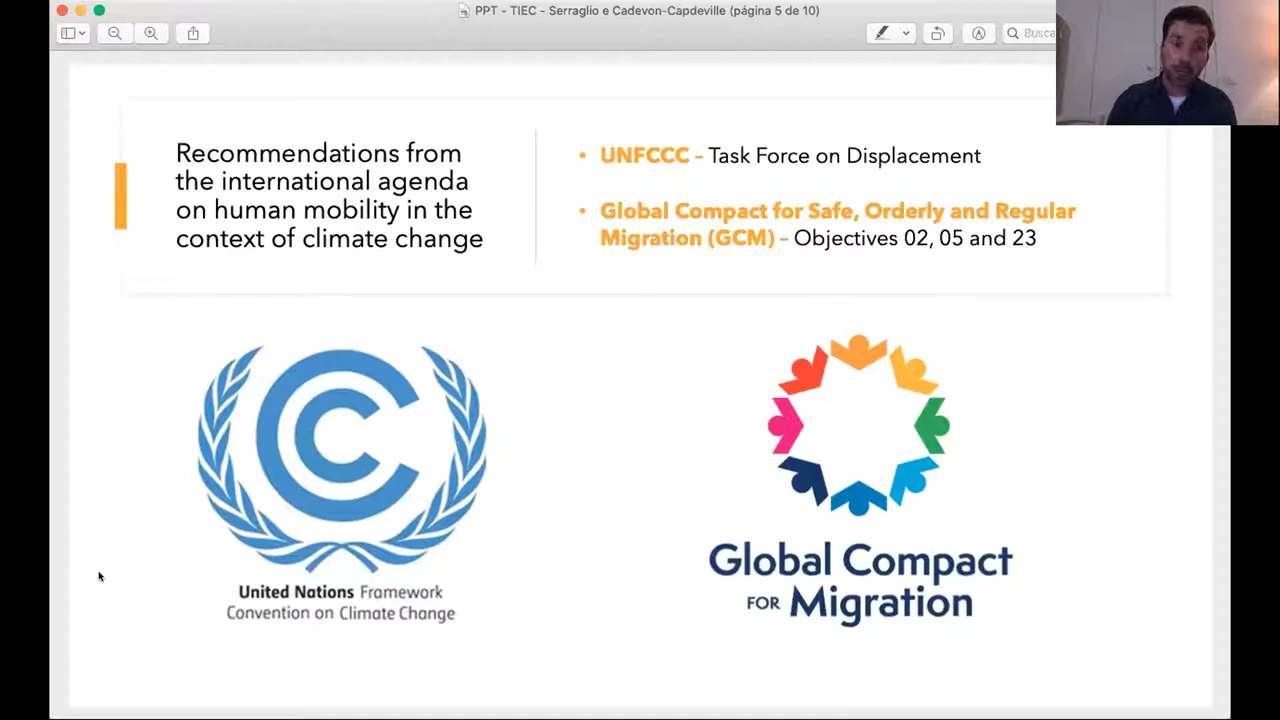 PPT - TIEC - Serraglio e Cadevon-Capdeville (página 5 de 10)
Busca
Recommendations from
the international agenda
on human mobility in the
context of climate change
• UNFCCC – Task Force on Displacement
• Global Compact for Safe, Orderly and Regular
Migration (GCM) – Objectives 02, 05 and 23
United Nations Framework
Convention on Climate Change
Global Compact
FOR Migration